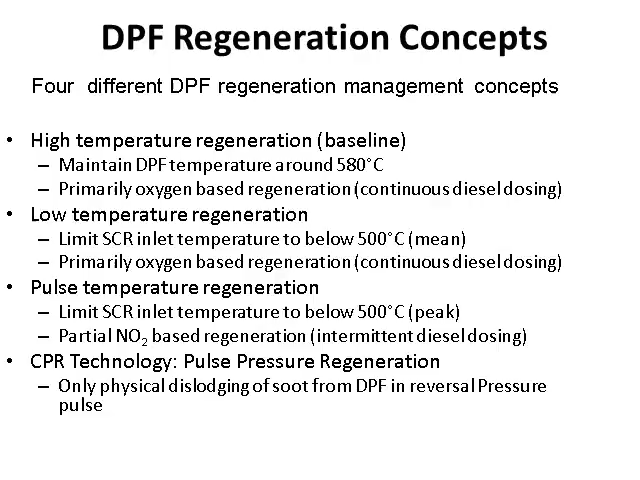 DPF Regeneration Concepts
Four different DPF regeneration management concepts
• High temperature regeneration (baseline)
– Maintain DPF temperature around 580°C
– Primarily oxygen based regeneration (continuous diesel dosing)
• Low temperature regeneration
– Limit SCR inlet temperature to below 500°C (mean)
– Primarily oxygen based regeneration (continuous diesel dosing)
• Pulse temperature regeneration
– Limit SCR inlet temperature to below 500°C (peak)
– Partial NO₂ based regeneration (intermittent diesel dosing)
• CPR Technology: Pulse Pressure Regeneration
– Only physical dislodging of soot from DPF in reversal Pressure
pulse